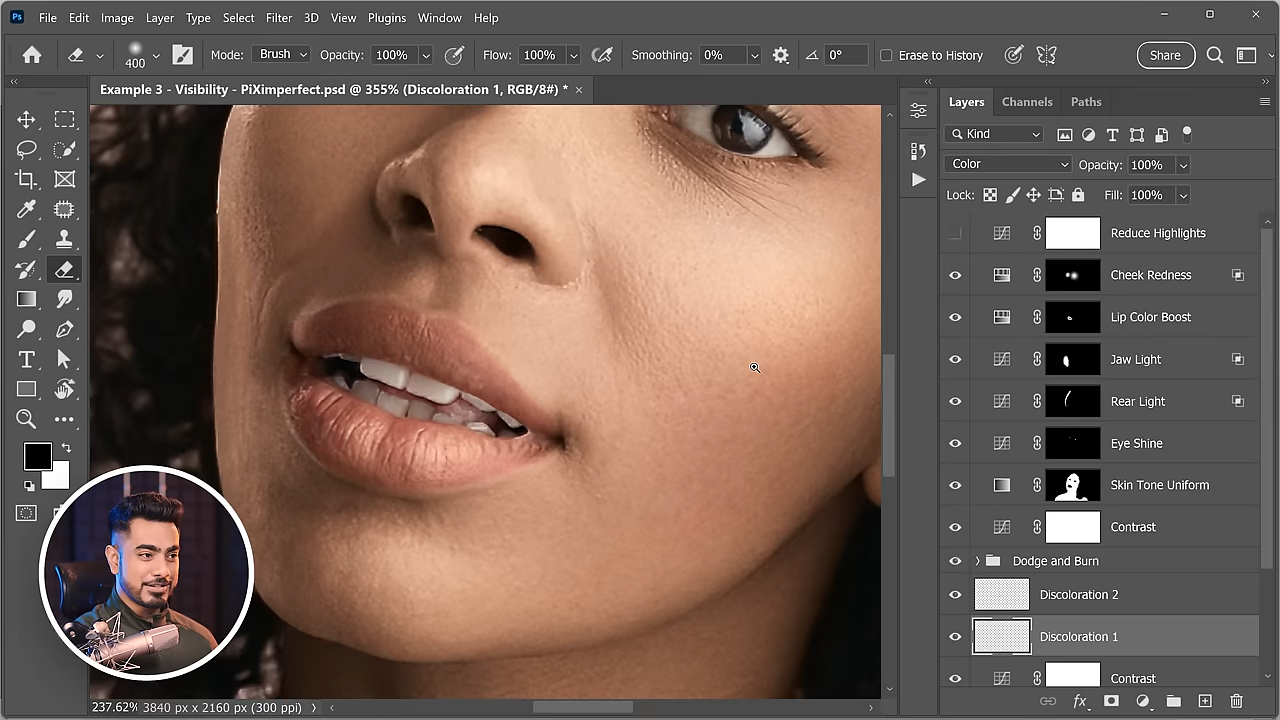 Ps File Edit Image Layer Type Select Filter 3D View Plugins Window Help
400 Mode: Brush Opacity: 100% Flow: 100% Smoothing: 0% 0° Erase to History Share
Example 3 - Visibility - PiXimperfect.psd @ 355% (Discoloration 1, RGB/8#) *
Layers Channels Paths
Kind
Color Opacity: 100%
Lock: Fill: 100%
Reduce Highlights
Cheek Redness
Lip Color Boost
Jaw Light
Rear Light
Eye Shine
Skin Tone Uniform
Contrast
Dodge and Burn
Discoloration 2
Discoloration 1
Contrast
237.62% 3840 px x 2160 px (300 ppi)
fx